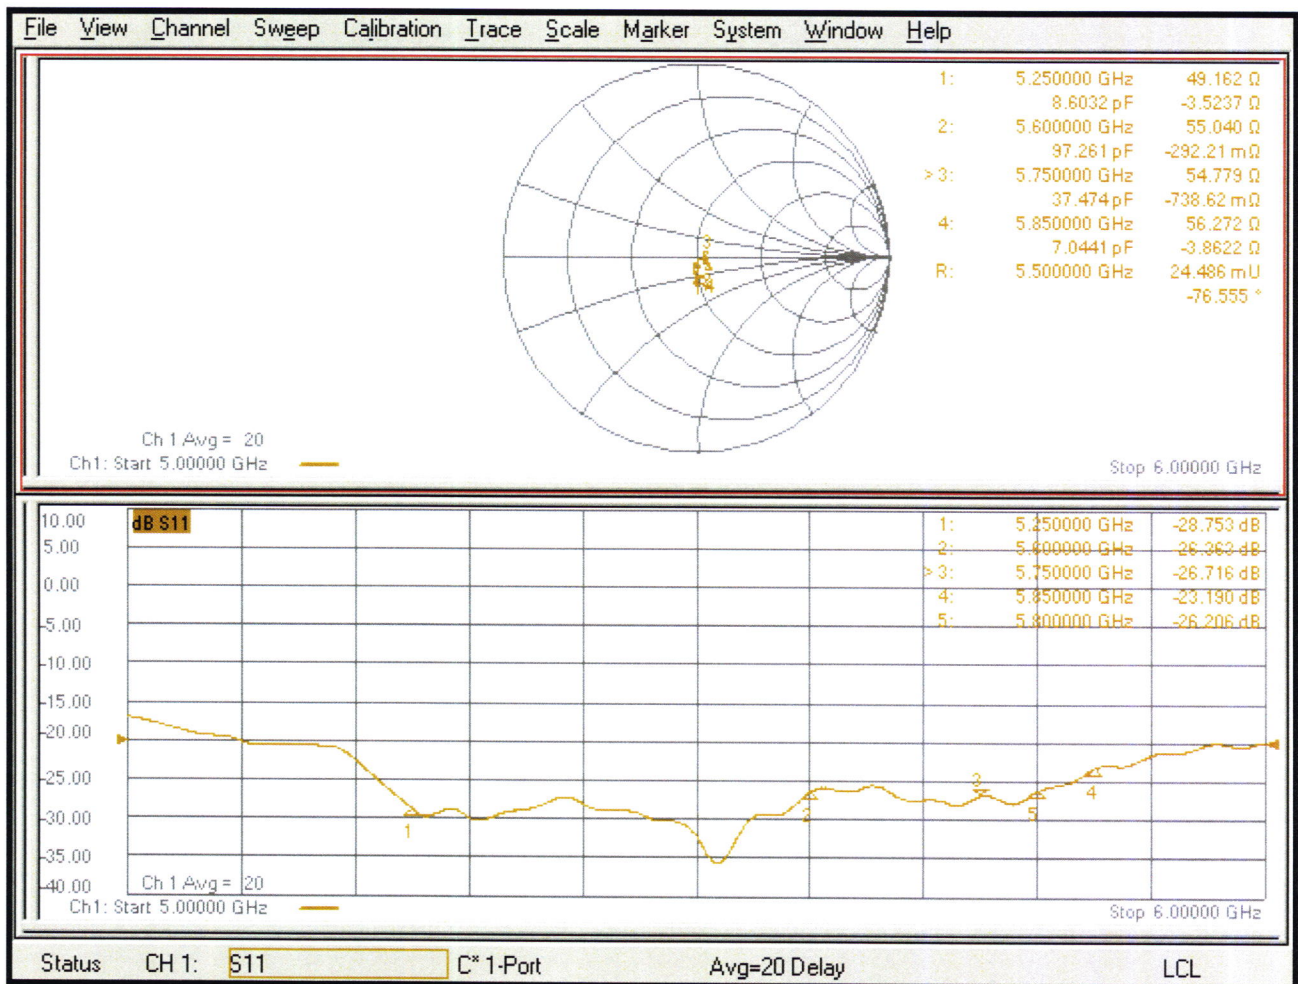 File View Channel Sweep Calibration Trace Scale Marker System Window Help
1: 5.250000 GHz 49.162 Ω
8.6032 pF -3.5237 Ω
2: 5.600000 GHz 55.040 Ω
97.261 pF -292.21 mΩ
> 3: 5.750000 GHz 54.779 Ω
37.474 pF -738.62 mΩ
4: 5.850000 GHz 56.272 Ω
7.0441 pF -3.8622 Ω
R: 5.500000 GHz 24.486 mU
-76.555 °
3
Ch 1 Avg = 20
Ch1: Start 5.00000 GHz
Stop 6.00000 GHz
10.00
5.00
0.00
-5.00
-10.00
-15.00
-20.00
-25.00
-30.00
-35.00
-40.00
dB S11
1: 5.250000 GHz -28.753 dB
2: 5.600000 GHz -26.363 dB
> 3: 5.750000 GHz -26.716 dB
4: 5.850000 GHz -23.190 dB
5: 5.800000 GHz -26.206 dB
1
2
3
5
4
Ch 1 Avg = 20
Ch1: Start 5.00000 GHz
Stop 6.00000 GHz
Status CH 1: S11 C* 1-Port Avg=20 Delay LCL